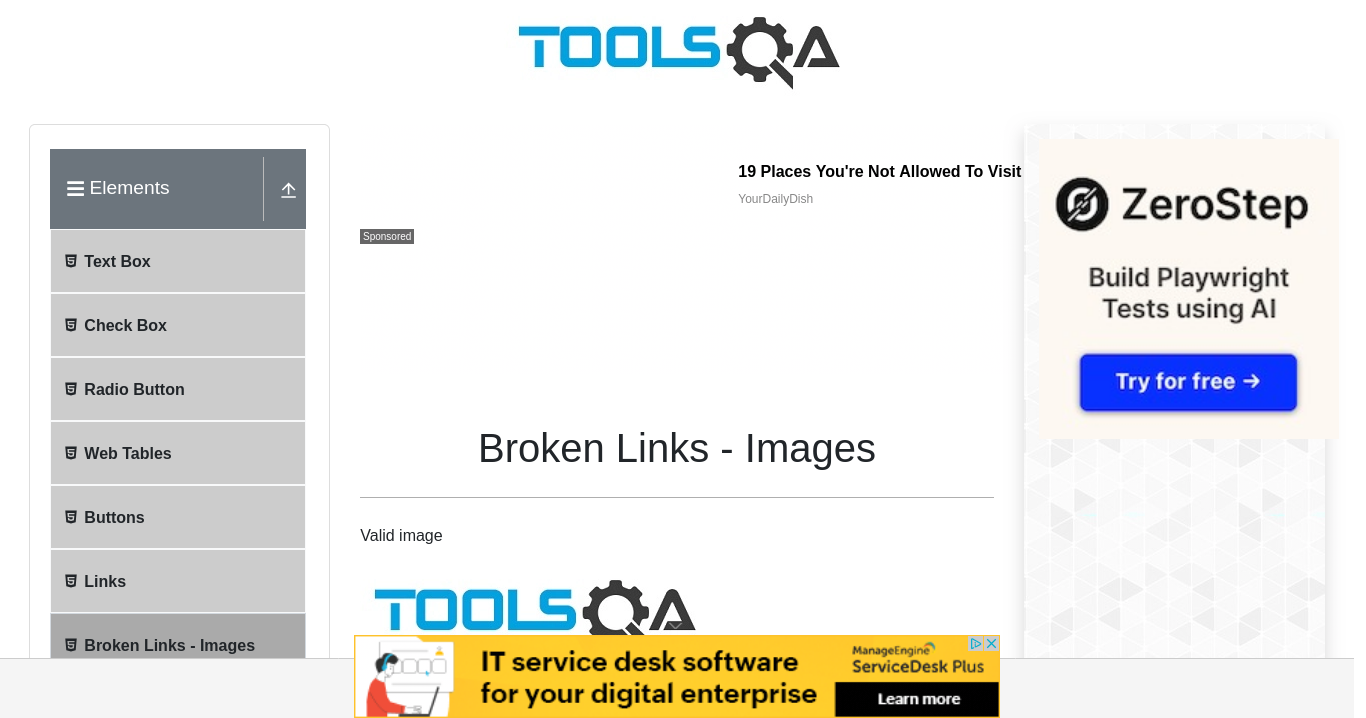 TOOLSQA
Elements
Text Box
Check Box
Radio Button
Web Tables
Buttons
Links
Broken Links - Images
19 Places You're Not Allowed To Visit
YourDailyDish
Sponsored
Broken Links - Images
Valid image
TOOLSQA
ZeroStep
Build Playwright
Tests using AI
Try for free →
IT service desk software
for your digital enterprise
ManageEngine
ServiceDesk Plus
Learn more